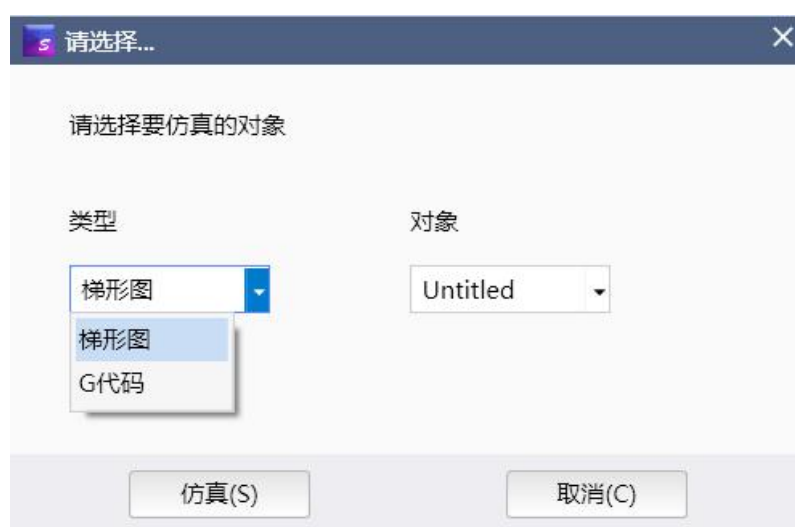 S 请选择...
请选择要仿真的对象
类型 对象
梯形图 Untitled
梯形图
G代码
仿真(S) 取消(C)